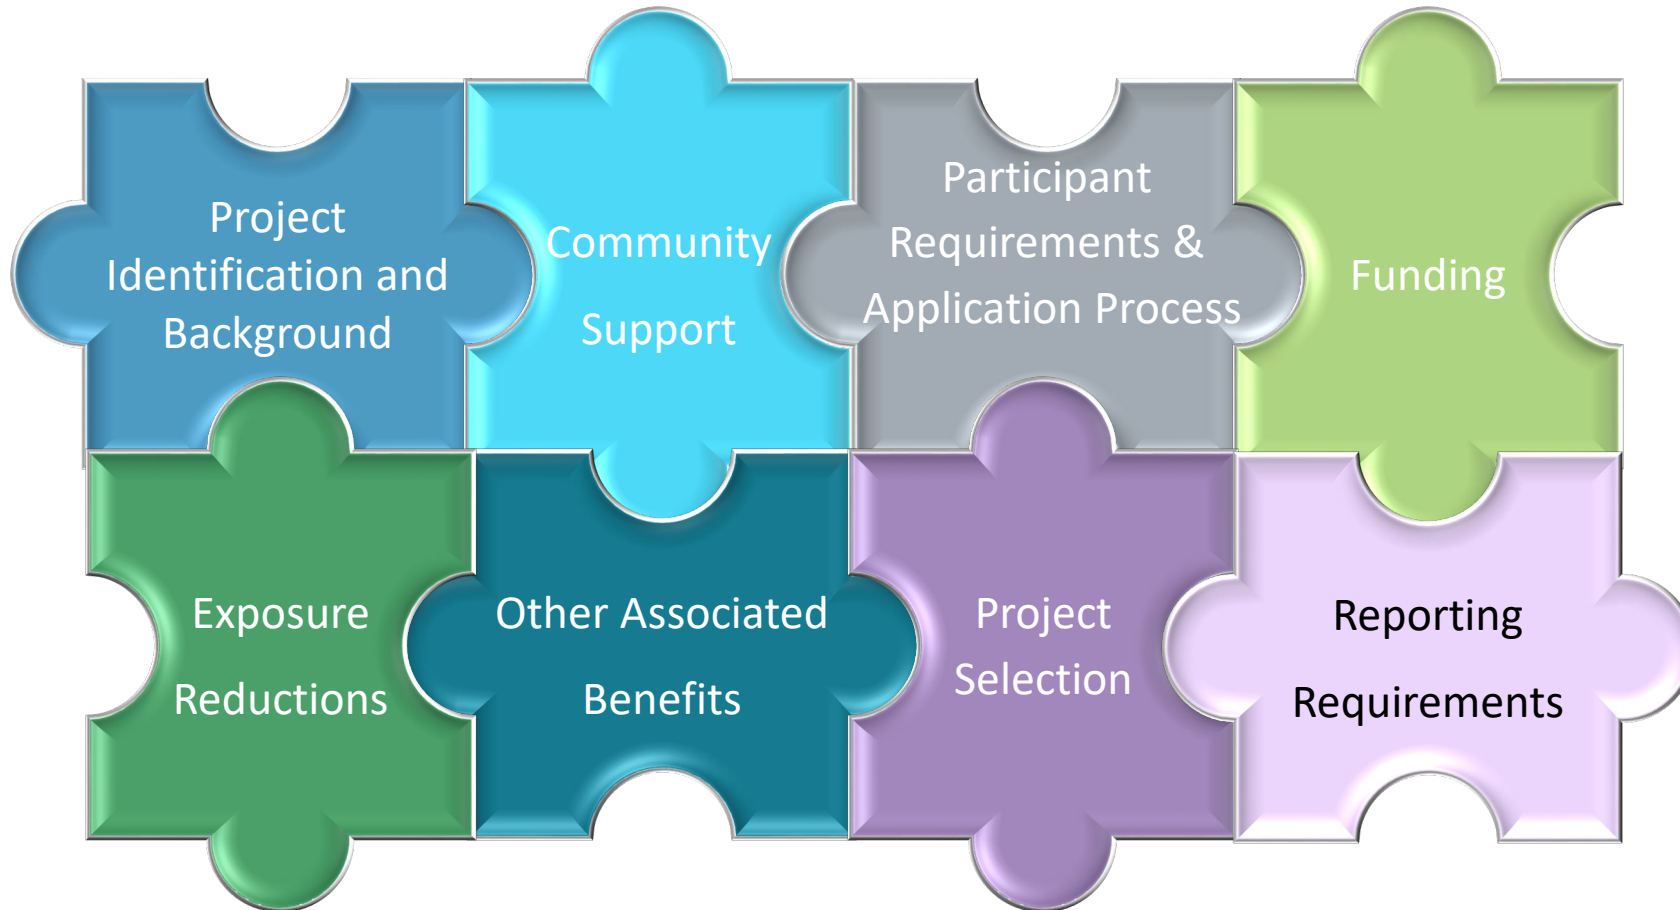 Project
Identification and
Background
Community
Support
Participant
Requirements &
Application Process
Funding
Exposure
Reductions
Other Associated
Benefits
Project
Selection
Reporting
Requirements